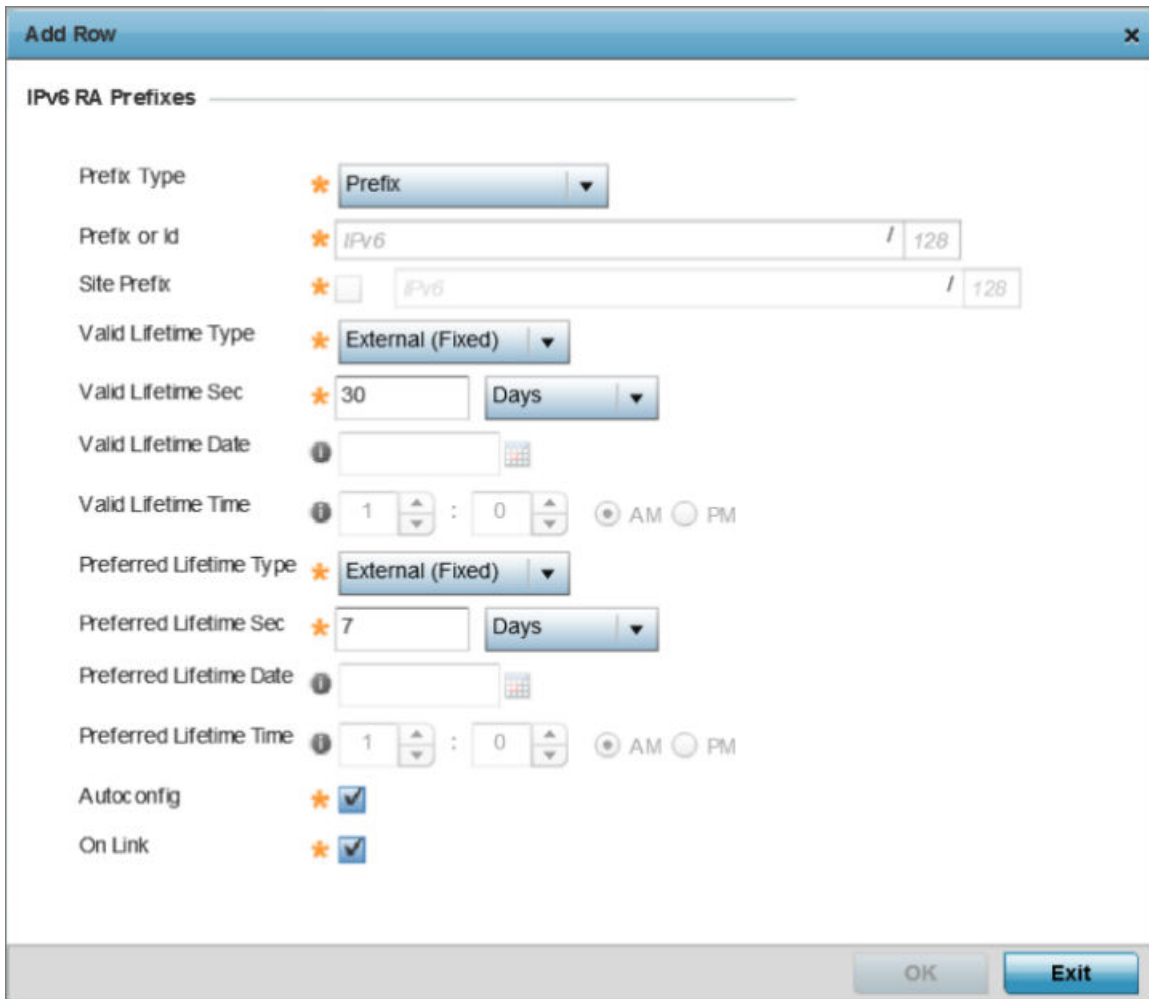 Add Row
IPv6 RA Prefixes
Prefix Type Prefix
Prefix or Id IPv6 / 128
Site Prefix IPv6 / 128
Valid Lifetime Type External (Fixed)
Valid Lifetime Sec 30 Days
Valid Lifetime Date
Valid Lifetime Time 1 : 0 AM PM
Preferred Lifetime Type External (Fixed)
Preferred Lifetime Sec 7 Days
Preferred Lifetime Date
Preferred Lifetime Time 1 : 0 AM PM
Autoconfig
On Link
OK Exit